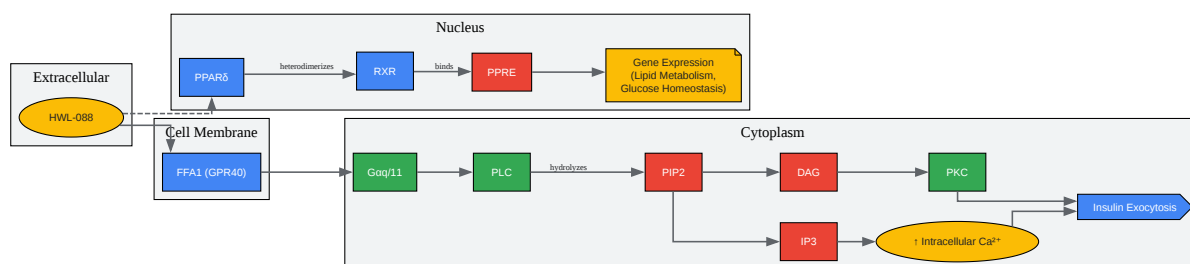 Nucleus
Extracellular
PPARδ
heterodimerizes
RXR
binds
PPRE
Gene Expression
(Lipid Metabolism,
Glucose Homeostasis)
HWL-088
Cell Membrane
Cytoplasm
FFA1 (GPR40)
Gαq/11
PLC
hydrolyzes
PIP2
DAG
PKC
Insulin Exocytosis
IP3
↑ Intracellular Ca²⁺